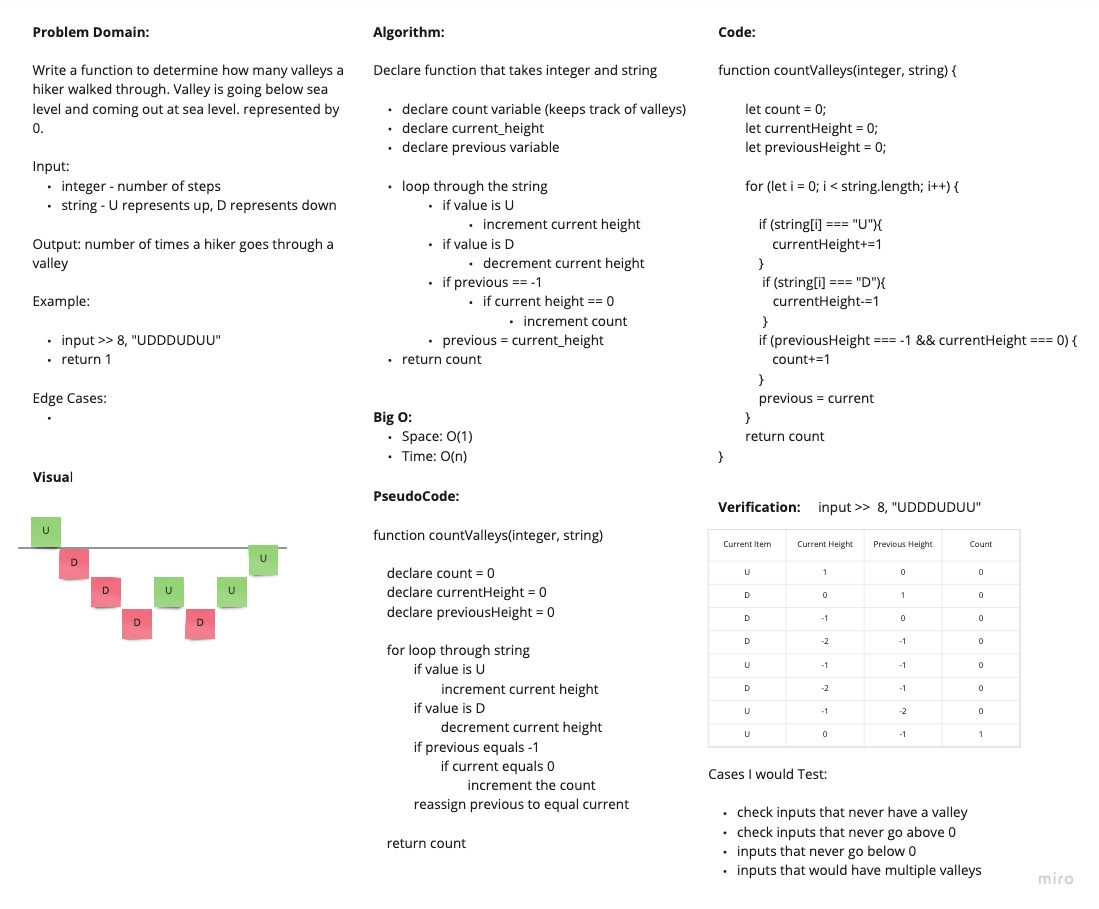 Problem Domain:
Write a function to determine how many valleys a
hiker walked through. Valley is going below sea
level and coming out at sea level. represented by
0.
Input:
• integer - number of steps
• string - U represents up, D represents down
Output: number of times a hiker goes through a
valley
Example:
• input >> 8, "UDDDUDUU"
• return 1
Edge Cases:
•
Visual
U
D
D
D
U
D
U
U
Algorithm:
Declare function that takes integer and string
• declare count variable (keeps track of valleys)
• declare current_height
• declare previous variable
• loop through the string
• if value is U
• increment current height
• if value is D
• decrement current height
• if previous == -1
• if current height == 0
• increment count
• previous = current_height
• return count
Big O:
• Space: O(1)
• Time: O(n)
PseudoCode:
function countValleys(integer, string)
declare count = 0
declare currentHeight = 0
declare previousHeight = 0
for loop through string
if value is U
increment current height
if value is D
decrement current height
if previous equals -1
if current equals 0
increment the count
reassign previous to equal current
return count
Code:
function countValleys(integer, string) {
let count = 0;
let currentHeight = 0;
let previousHeight = 0;
for (let i = 0; i < string.length; i++) {
if (string[i] === "U"){
currentHeight+=1
}
if (string[i] === "D"){
currentHeight-=1
}
if (previousHeight === -1 && currentHeight === 0) {
count+=1
}
previous = current
}
return count
}
Verification: input >> 8, "UDDDUDUU"
Current Item Current Height Previous Height Count
U 1 0 0
D 0 1 0
D -1 0 0
D -2 -1 0
U -1 -1 0
D -2 -1 0
U -1 -2 0
U 0 -1 1
Cases I would Test:
• check inputs that never have a valley
• check inputs that never go above 0
• inputs that never go below 0
• inputs that would have multiple valleys
miro